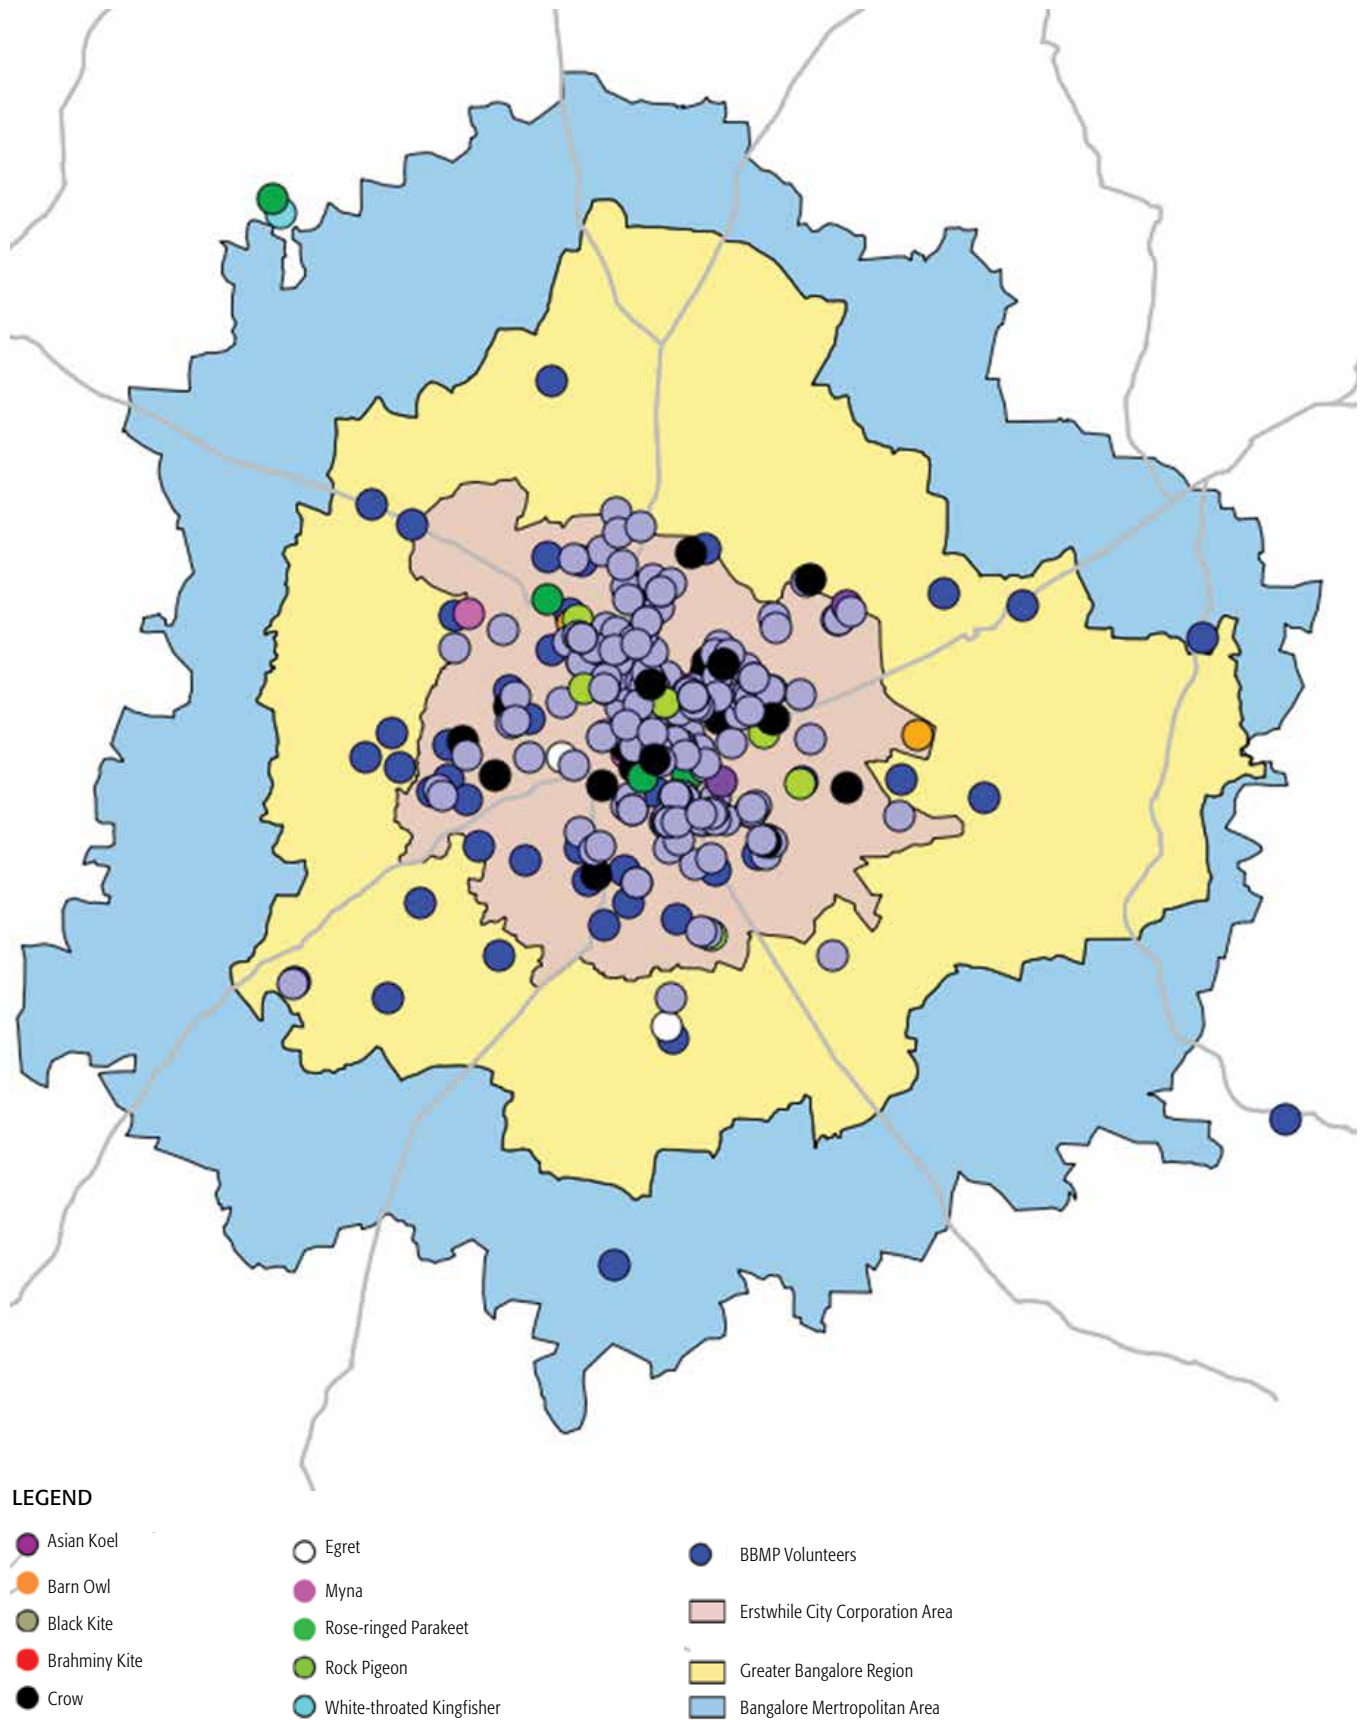 LEGEND
Asian Koel
Barn Owl
Black Kite
Brahminy Kite
Crow
Egret
Myna
Rose-ringed Parakeet
Rock Pigeon
White-throated Kingfisher
BBMP Volunteers
Erstwhile City Corporation Area
Greater Bangalore Region
Bangalore Mertropolitan Area